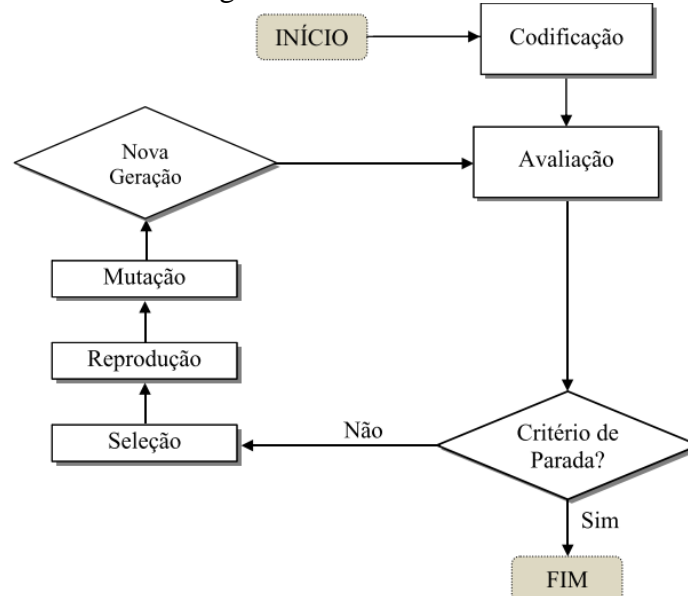 INÍCIO
Codificação
Nova
Geração
Avaliação
Mutação
Reprodução
Seleção
Não
Critério de
Parada?
Sim
FIM